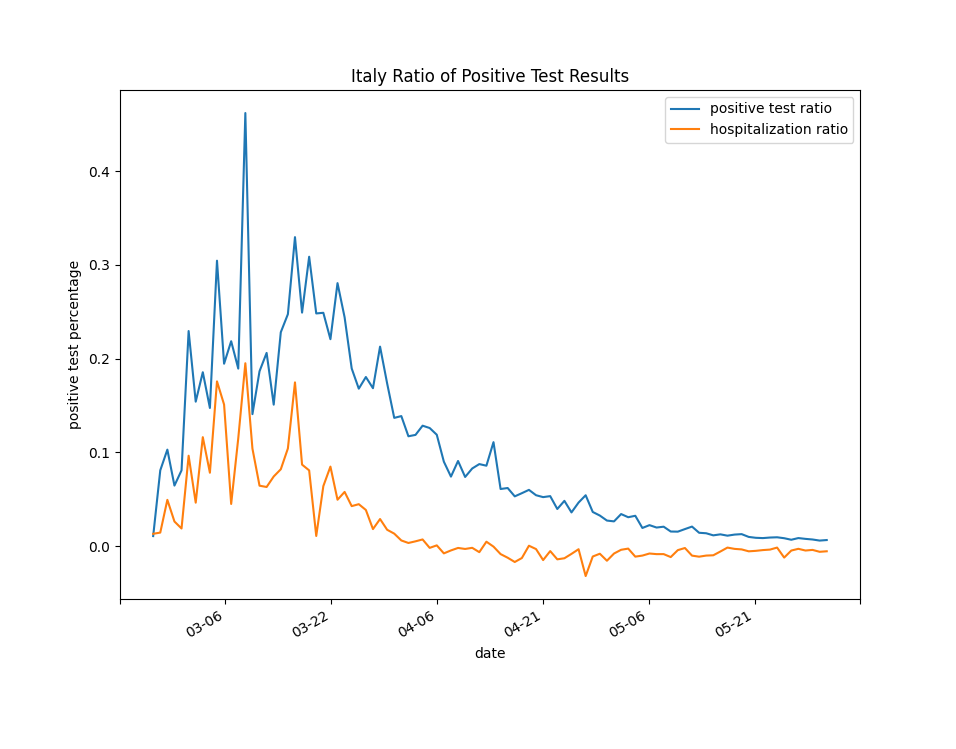 Italy Ratio of Positive Test Results
positive test ratio
hospitalization ratio
positive test percentage
0.4
0.3
0.2
0.1
0.0
03-06
03-22
04-06
04-21
05-06
05-21
date